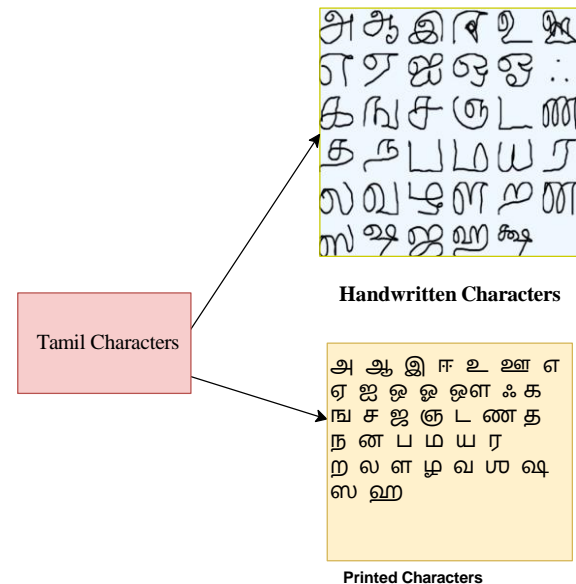 அ ஆ இ ஈ உ ஊ
எ ஏ ஐ ஒ ஓ ஃ
க ங ச ஞ ட ண
த ந ப ம ய ர
ல வ ழ ள ற ன
ஸ ஷ ஜ ஹ க்ஷ
Handwritten Characters
Tamil Characters
அ ஆ இ ஈ உ ஊ எ
ஏ ஐ ஒ ஓ ஔ ஃ க
ங ச ஜ ஞ ட ண த
ந ன ப ம ய ர
ற ல ள ழ வ ஶ ஷ
ஸ ஹ
Printed Characters